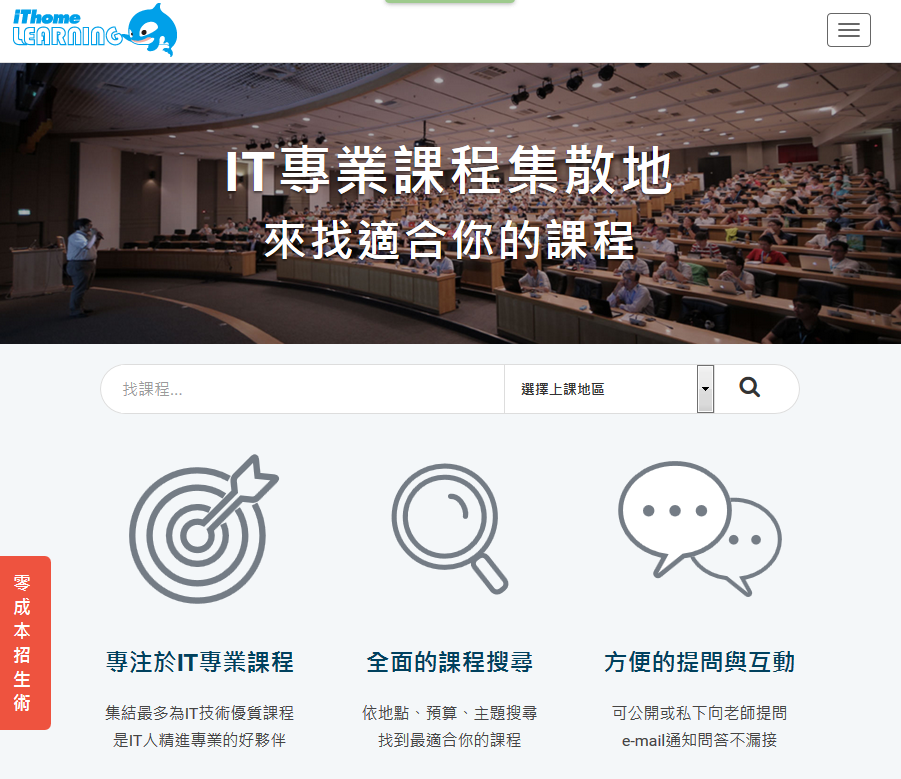 iThome
LEARNING
IT專業課程集散地
來找適合你的課程
找課程...
選擇上課地區
零成本招生術
專注於IT專業課程
集結最多為IT技術優質課程
是IT人精進專業的好夥伴
全面的課程搜尋
依地點、預算、主題搜尋
找到最適合你的課程
方便的提問與互動
可公開或私下向老師提問
e-mail通知問答不漏接